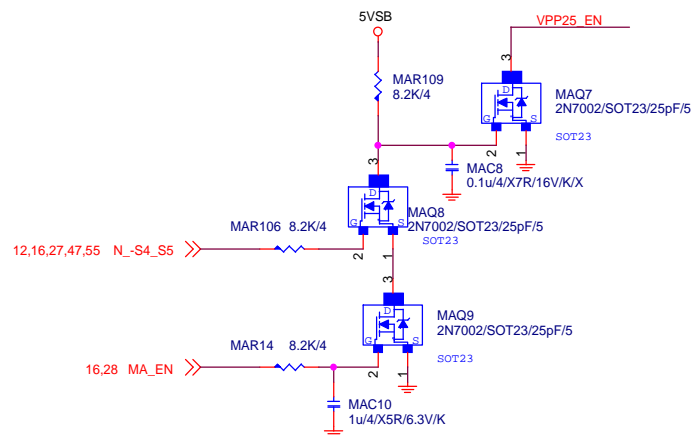 5VSB
VPP25_EN
3
MAR109
8.2K/4
D
G
S
MAQ7
2N7002/SOT23/25pF/5
SOT23
2
1
MAC8
0.1u/4/X7R/16V/K/X
3
D
G
S
MAQ8
2N7002/SOT23/25pF/5
SOT23
MAR106 8.2K/4
12,16,27,47,55 N_-S4_S5
2
1
3
D
G
S
MAQ9
2N7002/SOT23/25pF/5
SOT23
MAR14 8.2K/4
16,28 MA_EN
2
1
MAC10
1u/4/X5R/6.3V/K